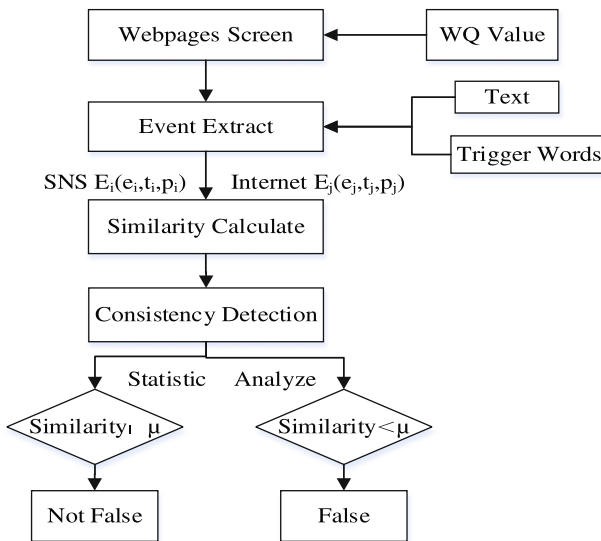 Webpages Screen
WQ Value
Event Extract
Text
Trigger Words
SNS Eᵢ(eᵢ,tᵢ,pᵢ) Internet Eⱼ(eⱼ,tⱼ,pⱼ)
Similarity Calculate
Consistency Detection
Statistic Analyze
Similarity μ
Similarity<μ
Not False
False